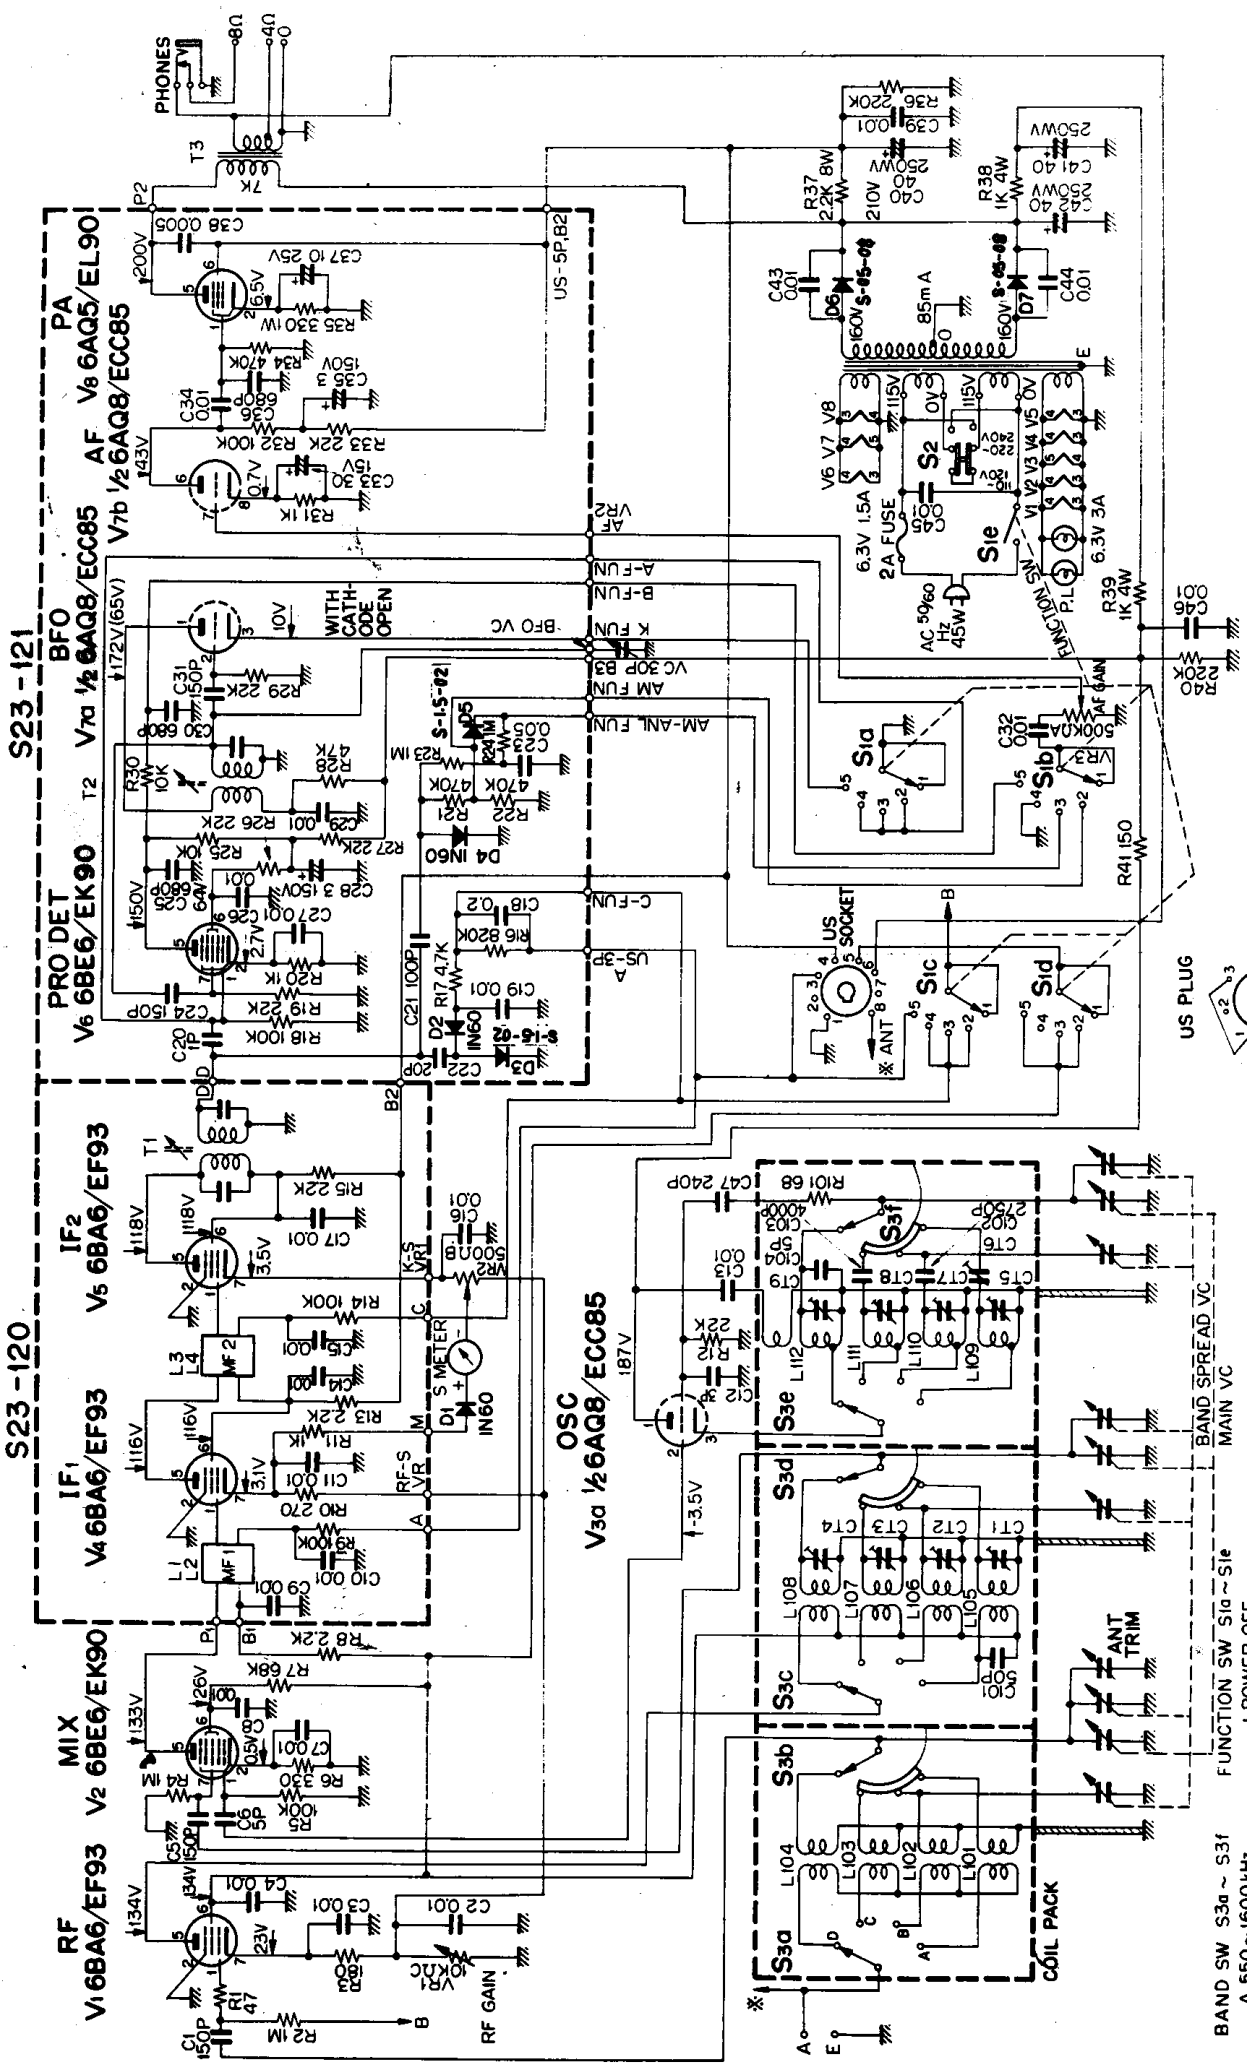 S23-120
S23-121
RF
V1 6BA6/EF93
MIX
V2 6BE6/EK90
IF1
V4 6BA6/EF93
IF2
V5 6BA6/EF93
PRO DET
V6 6BE6/EK90
T2
BFO
V7a ½ 6AQ8/ECC85
AF
V7b ½ 6AQ8/ECC85
PA
V8 6AQ5/EL90
PHONES
8Ω
4Ω
0
T3
7K
P2
C1
150P
R1
47
R2 1M
B
134V
134V
C4 0.01
23V
C3 0.01
R3
180
C2 0.01
VR1
10KΩC
RF GAIN
R4 1M
C5
150P
C6
5P
R5
100K
133V
26V
0.01
C8
0.5V
C7 0.01
R6 330
R7 68K
R8 2.2K
P1
B1
L1
L2
MF1
C9 0.01
C10 0.01
R9
100K
A
116V
116V
3.1V
C11 0.01
R10
270
RF-S
VR
R11
1K
M
R13 2.2K
C14
001
C15
0.01
R14 100K
C
L3
L4
MF2
118V
118V
3.5V
K-S
VR1
C17 0.01
R15 2.2K
T1
B2
D
D
D1
1N60
S METER
VR2
500ΩB
C16
0.01
C20
1P
R18 100K
R19 22K
C24 150P
R20 1K
C27 0.01
2.7V
150V
C25
680P
64V
C26
0.01
R25
10K
C28 3 150V
R27 22K
R26 22K
R30
10K
C29
0.01
R28
47K
C30 680P
C31
150P
R29 22K
172V(65V)
10V
WITH
CATH-
ODE
OPEN
C21 100P
C22
20P
D2
1N60
D3
S-1.5-02
R17 4.7K
C19 0.01
R16 820K
C18
0.2
D4 1N60
R21
470K
R22
470K
R23 1M
D5
S-1.5-02
R24 1M
C23
0.05
A
US-3P
C-FUN
AM-ANL FUN
AM FUN
VC 30P B3
K FUN
BFO VC
B-FUN
A-FUN
AF
VR2
43V
0.7V
R31 1K
C33 30
15V
R32 100K
R33 22K
C34
0.01
C36
680P
C35 3
150V
R34 470K
200V
6.5V
R35 330 1W
C37 10 25V
C38 0.005
US-5P,B2
OSC
V3a ½ 6AQ8/ECC85
-3.5V
187V
C12 3P
R12
22K
C13
0.01
C47 240P
R101 68
C103
4000P
C104
5P
C102
2750P
CT9
CT8
CT7
CT6
CT5
L112
L111
L110
L109
S3e
S3f
S3d
S3c
CT4
CT3
CT2
CT1
L108
L107
L106
L105
C101
50P
S3a
S3b
L104
L103
L102
L101
D
C
B
A
COIL PACK
※
A
E
ANT
TRIM
BAND SPREAD VC
MAIN VC
FUNCTION SW S1a ~ S1e
BAND SW S3a ~ S3f
US
SOCKET
※ ANT
S1c
S1d
B
US PLUG
R41 150
S1a
S1b
C32
0.01
VR3
500KΩA
AF GAIN
FUNCTION SW
R39
1K 4W
R40
220K
C46
0.01
AC 50/60
Hz
45W
S1e
2A FUSE
C45
0.01
S2
110~
120V
220~
240V
115V
0V
115V
0V
6.3V 1.5A
V6 V7 V8
V1 V2 V3 V4 V5
P.L
6.3V 3A
E
160V
0
85mA
160V
C43
0.01
D6
S-05-08
D7
S-05-08
C44
0.01
R37
2.2K 8W
210V
C40
40
250WV
C39
0.01
R36
220K
R38
1K 4W
C42 40
250WV
C41 40
250WV